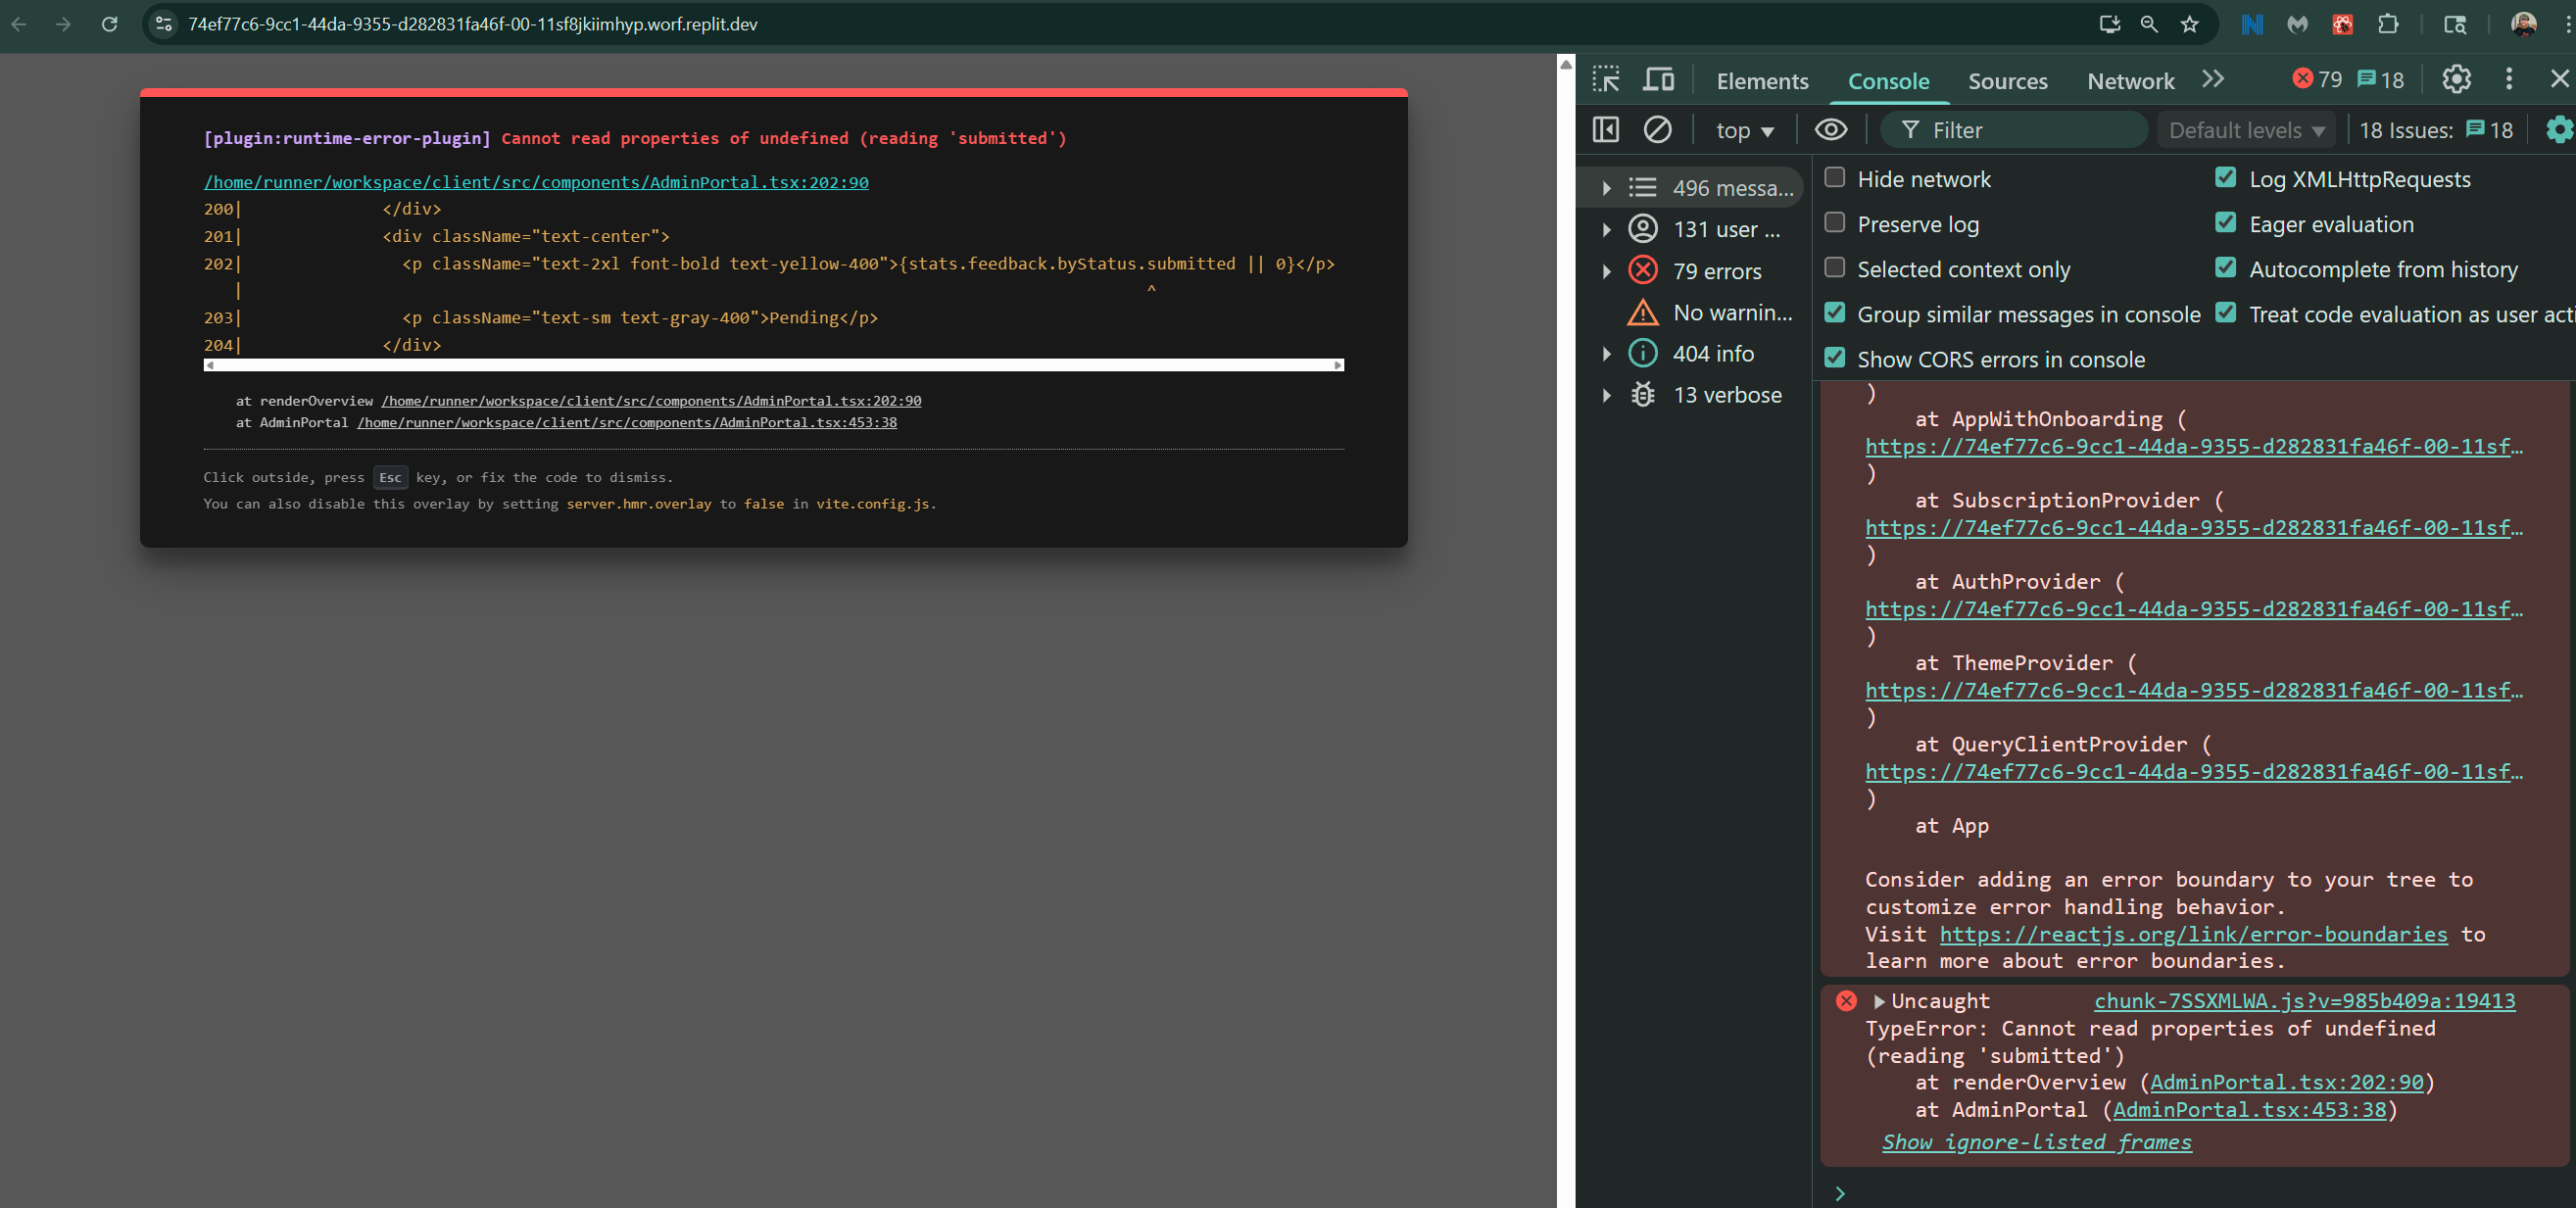 74ef77c6-9cc1-44da-9355-d282831fa46f-00-11sf8jkiimhyp.worf.replit.dev
[plugin:runtime-error-plugin] Cannot read properties of undefined (reading 'submitted')
/home/runner/workspace/client/src/components/AdminPortal.tsx:202:90
200| </div>
201| <div className="text-center">
202| <p className="text-2xl font-bold text-yellow-400">{stats.feedback.byStatus.submitted || 0}</p>
| ^
203| <p className="text-sm text-gray-400">Pending</p>
204| </div>
at renderOverview /home/runner/workspace/client/src/components/AdminPortal.tsx:202:90
at AdminPortal /home/runner/workspace/client/src/components/AdminPortal.tsx:453:38
Click outside, press Esc key, or fix the code to dismiss.
You can also disable this overlay by setting server.hmr.overlay to false in vite.config.js.
Elements Console Sources Network 79 18
top Filter Default levels 18 Issues: 18
496 messa...
131 user ...
79 errors
No warnin...
404 info
13 verbose
Hide network Log XMLHttpRequests
Preserve log Eager evaluation
Selected context only Autocomplete from history
Group similar messages in console Treat code evaluation as user acti
Show CORS errors in console
)
at AppWithOnboarding (
https://74ef77c6-9cc1-44da-9355-d282831fa46f-00-11sf…
)
at SubscriptionProvider (
https://74ef77c6-9cc1-44da-9355-d282831fa46f-00-11sf…
)
at AuthProvider (
https://74ef77c6-9cc1-44da-9355-d282831fa46f-00-11sf…
)
at ThemeProvider (
https://74ef77c6-9cc1-44da-9355-d282831fa46f-00-11sf…
)
at QueryClientProvider (
https://74ef77c6-9cc1-44da-9355-d282831fa46f-00-11sf…
)
at App
Consider adding an error boundary to your tree to
customize error handling behavior.
Visit https://reactjs.org/link/error-boundaries to
learn more about error boundaries.
Uncaught chunk-7SSXMLWA.js?v=985b409a:19413
TypeError: Cannot read properties of undefined
(reading 'submitted')
at renderOverview (AdminPortal.tsx:202:90)
at AdminPortal (AdminPortal.tsx:453:38)
Show ignore-listed frames